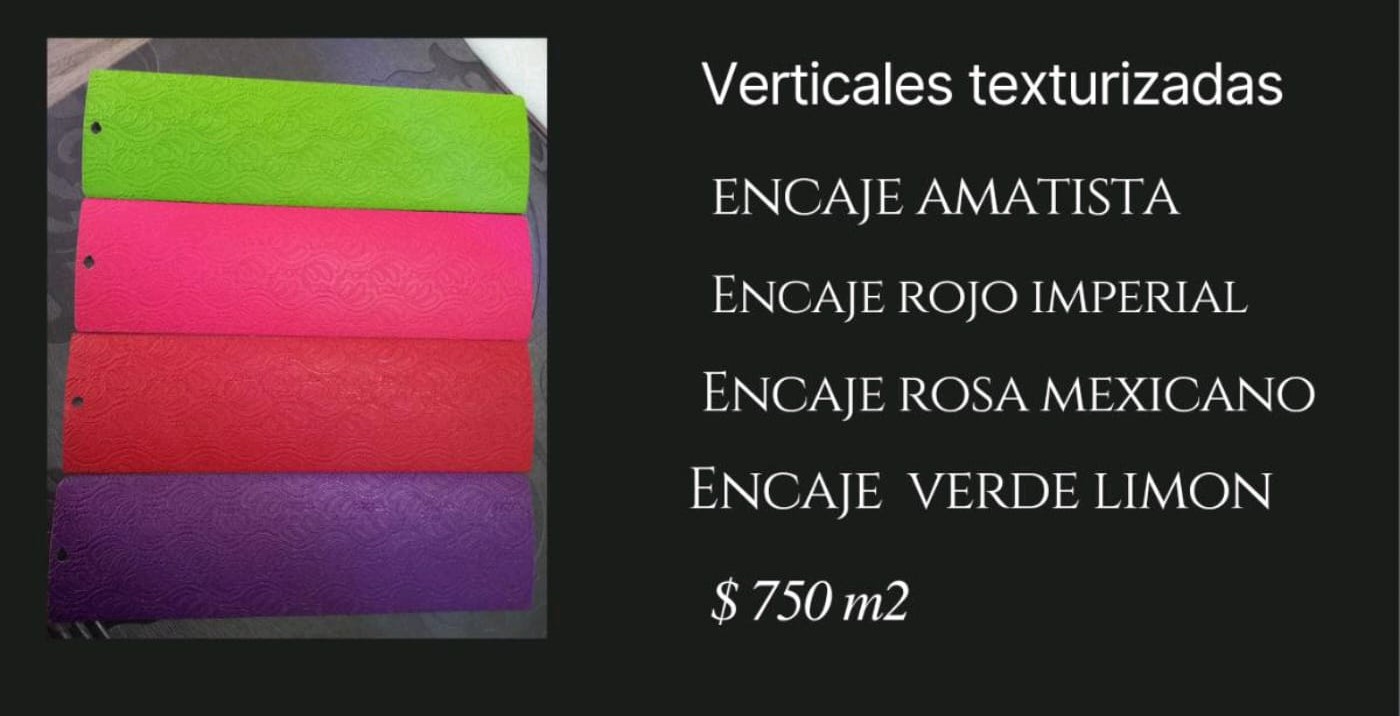 Verticales texturizadas
ENCAJE AMATISTA
ENCAJE ROJO IMPERIAL
ENCAJE ROSA MEXICANO
ENCAJE VERDE LIMON
$ 750 m2